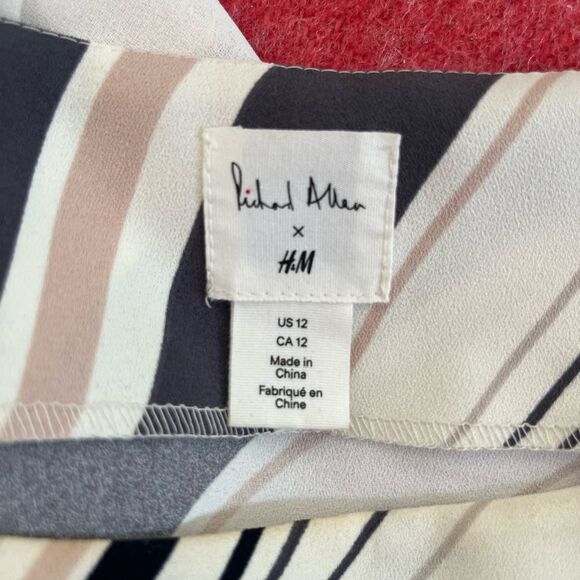 Richard Allan
×
H&M
US 12
CA 12
Made in
China
Fabriqué en
Chine